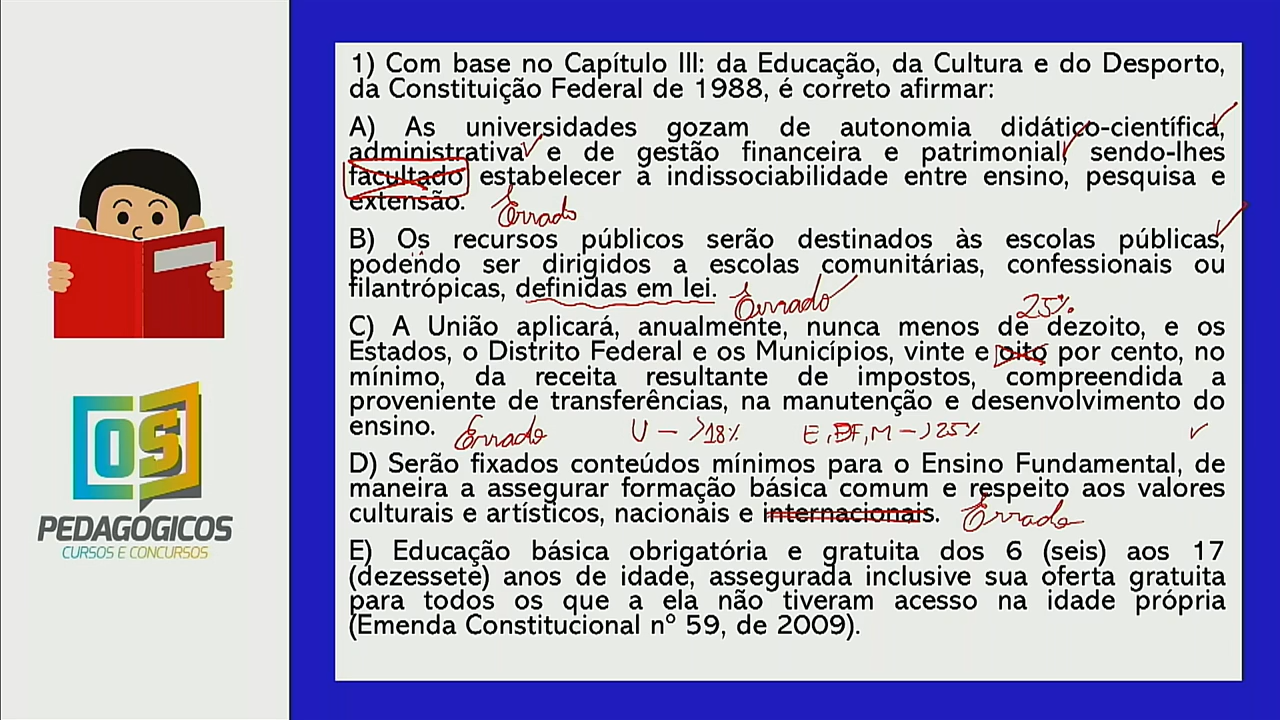 1) Com base no Capítulo III: da Educação, da Cultura e do Desporto,
da Constituição Federal de 1988, é correto afirmar:
A) As universidades gozam de autonomia didático-científica,
administrativa e de gestão financeira e patrimonial, sendo-lhes
facultado estabelecer a indissociabilidade entre ensino, pesquisa e
extensão. Errado
B) Os recursos públicos serão destinados às escolas públicas,
podendo ser dirigidos a escolas comunitárias, confessionais ou
filantrópicas, definidas em lei. Errado
25%
C) A União aplicará, anualmente, nunca menos de dezoito, e os
Estados, o Distrito Federal e os Municípios, vinte e oito por cento, no
mínimo, da receita resultante de impostos, compreendida a
proveniente de transferências, na manutenção e desenvolvimento do
ensino. Errado U -> 18% E, DF, M -> 25%
D) Serão fixados conteúdos mínimos para o Ensino Fundamental, de
maneira a assegurar formação básica comum e respeito aos valores
culturais e artísticos, nacionais e internacionais. Errado
E) Educação básica obrigatória e gratuita dos 6 (seis) aos 17
(dezessete) anos de idade, assegurada inclusive sua oferta gratuita
para todos os que a ela não tiveram acesso na idade própria
(Emenda Constitucional nº 59, de 2009).
OS
PEDAGÓGICOS
CURSOS E CONCURSOS